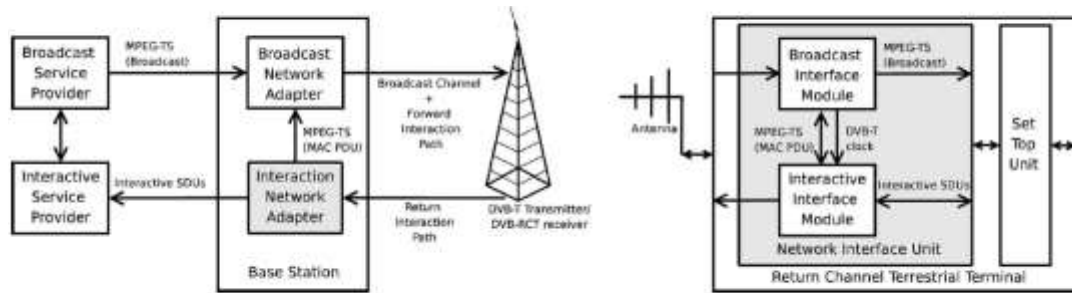 Broadcast
Service
Provider
MPEG-TS
(Broadcast)
Broadcast
Network
Adapter
Broadcast Channel
+
Forward
Interaction
Path
MPEG-TS
(MAC PDU)
Interactive
Service
Provider
Interactive SDUs
Interaction
Network
Adapter
Return
Interaction
Path
DVB-T Transmitter/
DVB-RCT receiver
Base Station
Antenna
Broadcast
Interface
Module
MPEG-TS
(Broadcast)
MPEG-TS
(MAC PDU)
DVB-T
clock
Interactive
Interface
Module
Interactive SDUs
Network Interface Unit
Set
Top
Unit
Return Channel Terrestrial Terminal